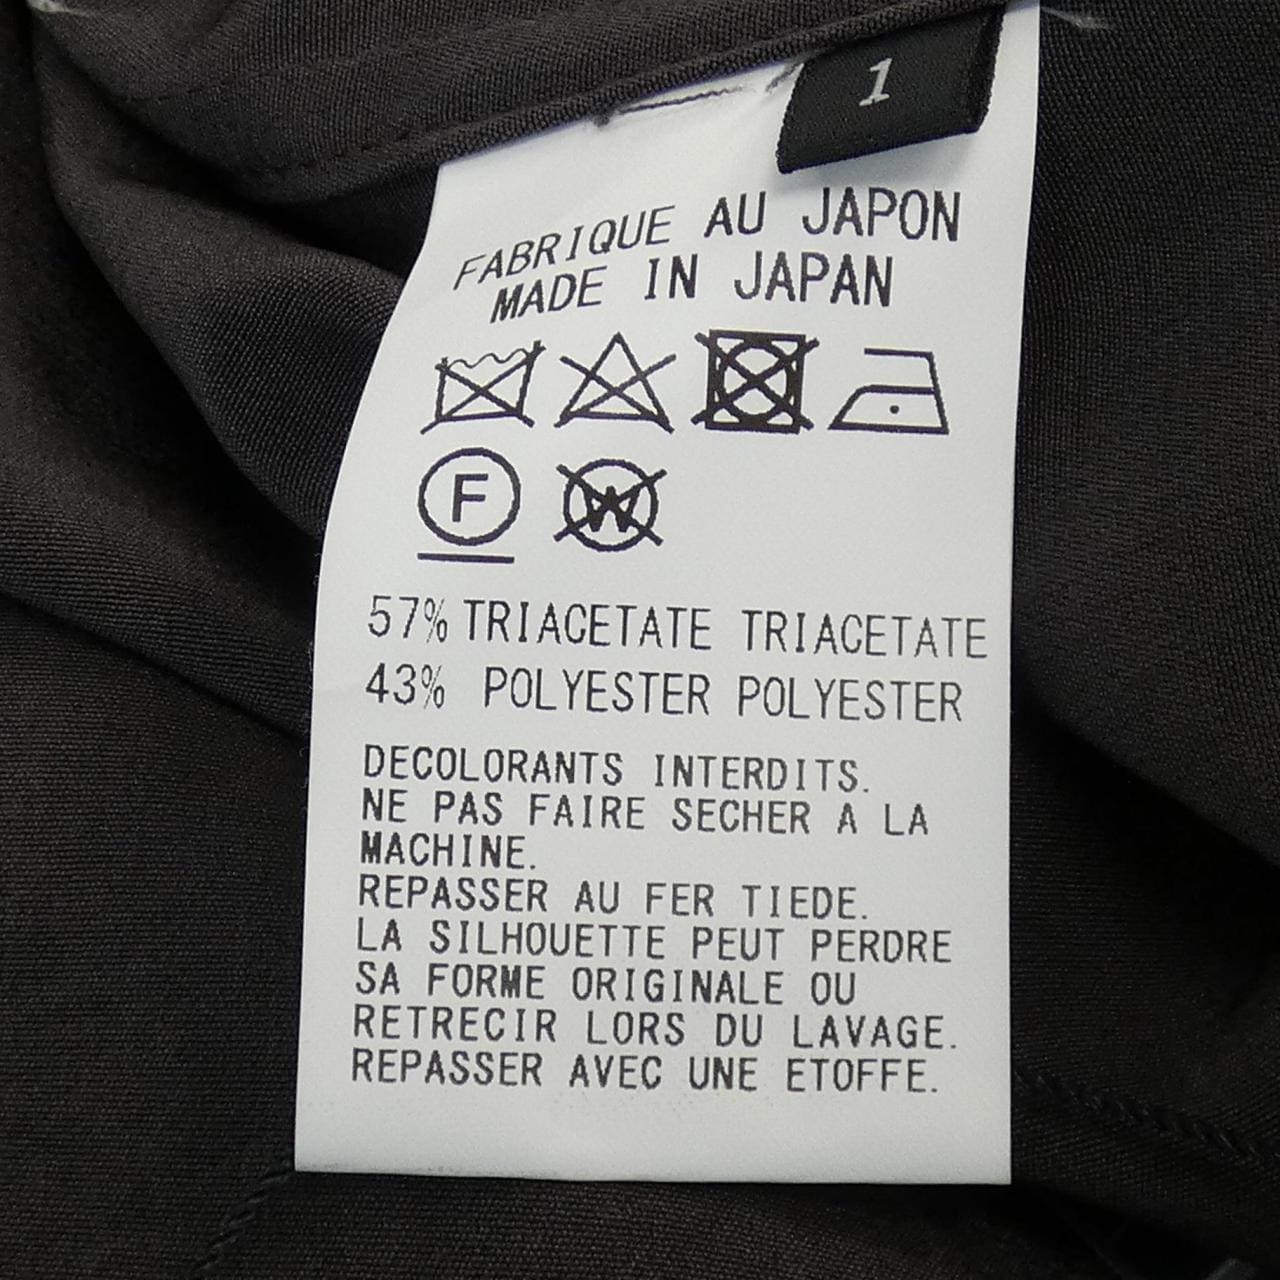 1
FABRIQUE AU JAPON
MADE IN JAPAN
F W
57% TRIACETATE TRIACETATE
43% POLYESTER POLYESTER
DECOLORANTS INTERDITS.
NE PAS FAIRE SECHER A LA
MACHINE.
REPASSER AU FER TIEDE.
LA SILHOUETTE PEUT PERDRE
SA FORME ORIGINALE OU
RETRECIR LORS DU LAVAGE.
REPASSER AVEC UNE ETOFFE.